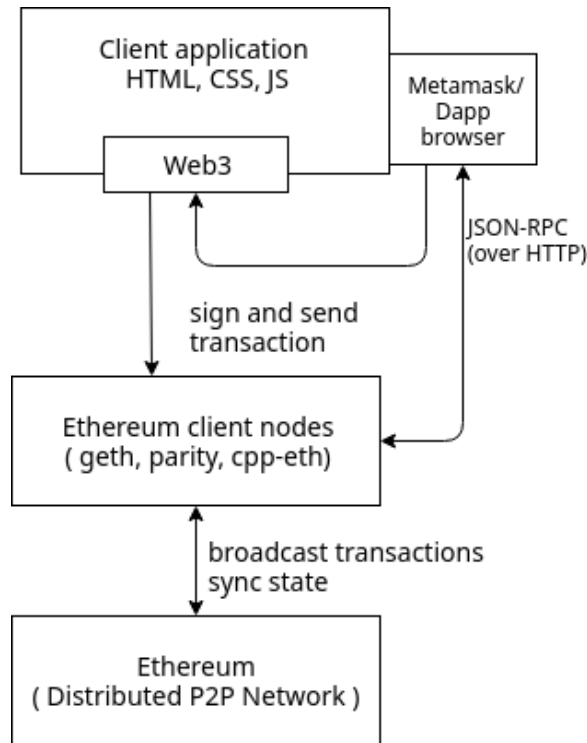 Client application
HTML, CSS, JS
Metamask/
Dapp
browser
Web3
JSON-RPC
(over HTTP)
sign and send
transaction
Ethereum client nodes
( geth, parity, cpp-eth)
broadcast transactions
sync state
Ethereum
( Distributed P2P Network )